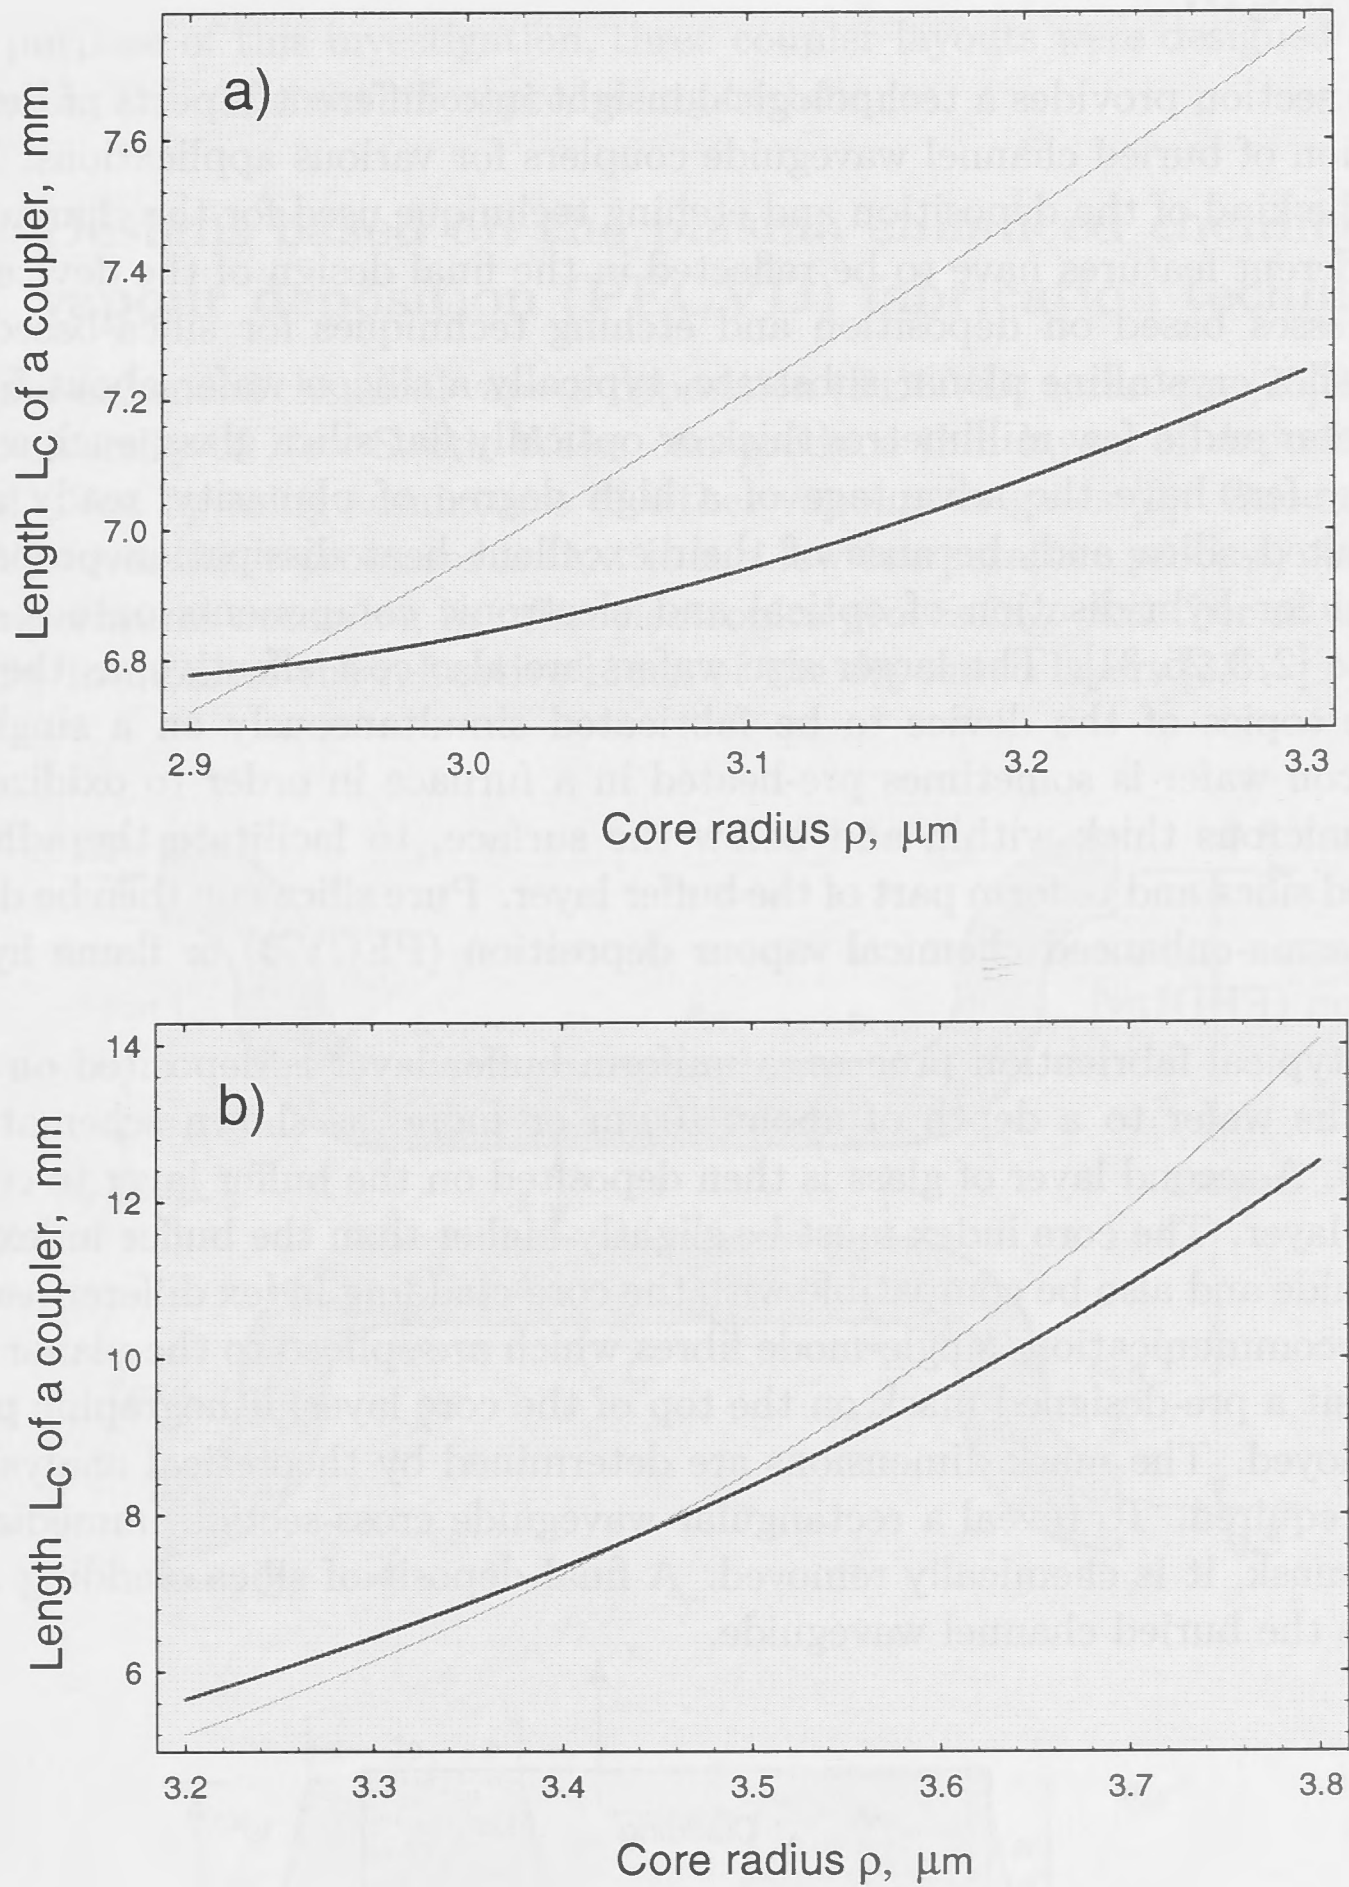 a)
Length Lc of a coupler, mm
7.6
7.4
7.2
7.0
6.8
2.9 3.0 3.1 3.2 3.3
Core radius ρ, μm
b)
Length Lc of a coupler, mm
14
12
10
8
6
3.2 3.3 3.4 3.5 3.6 3.7 3.8
Core radius ρ, μm